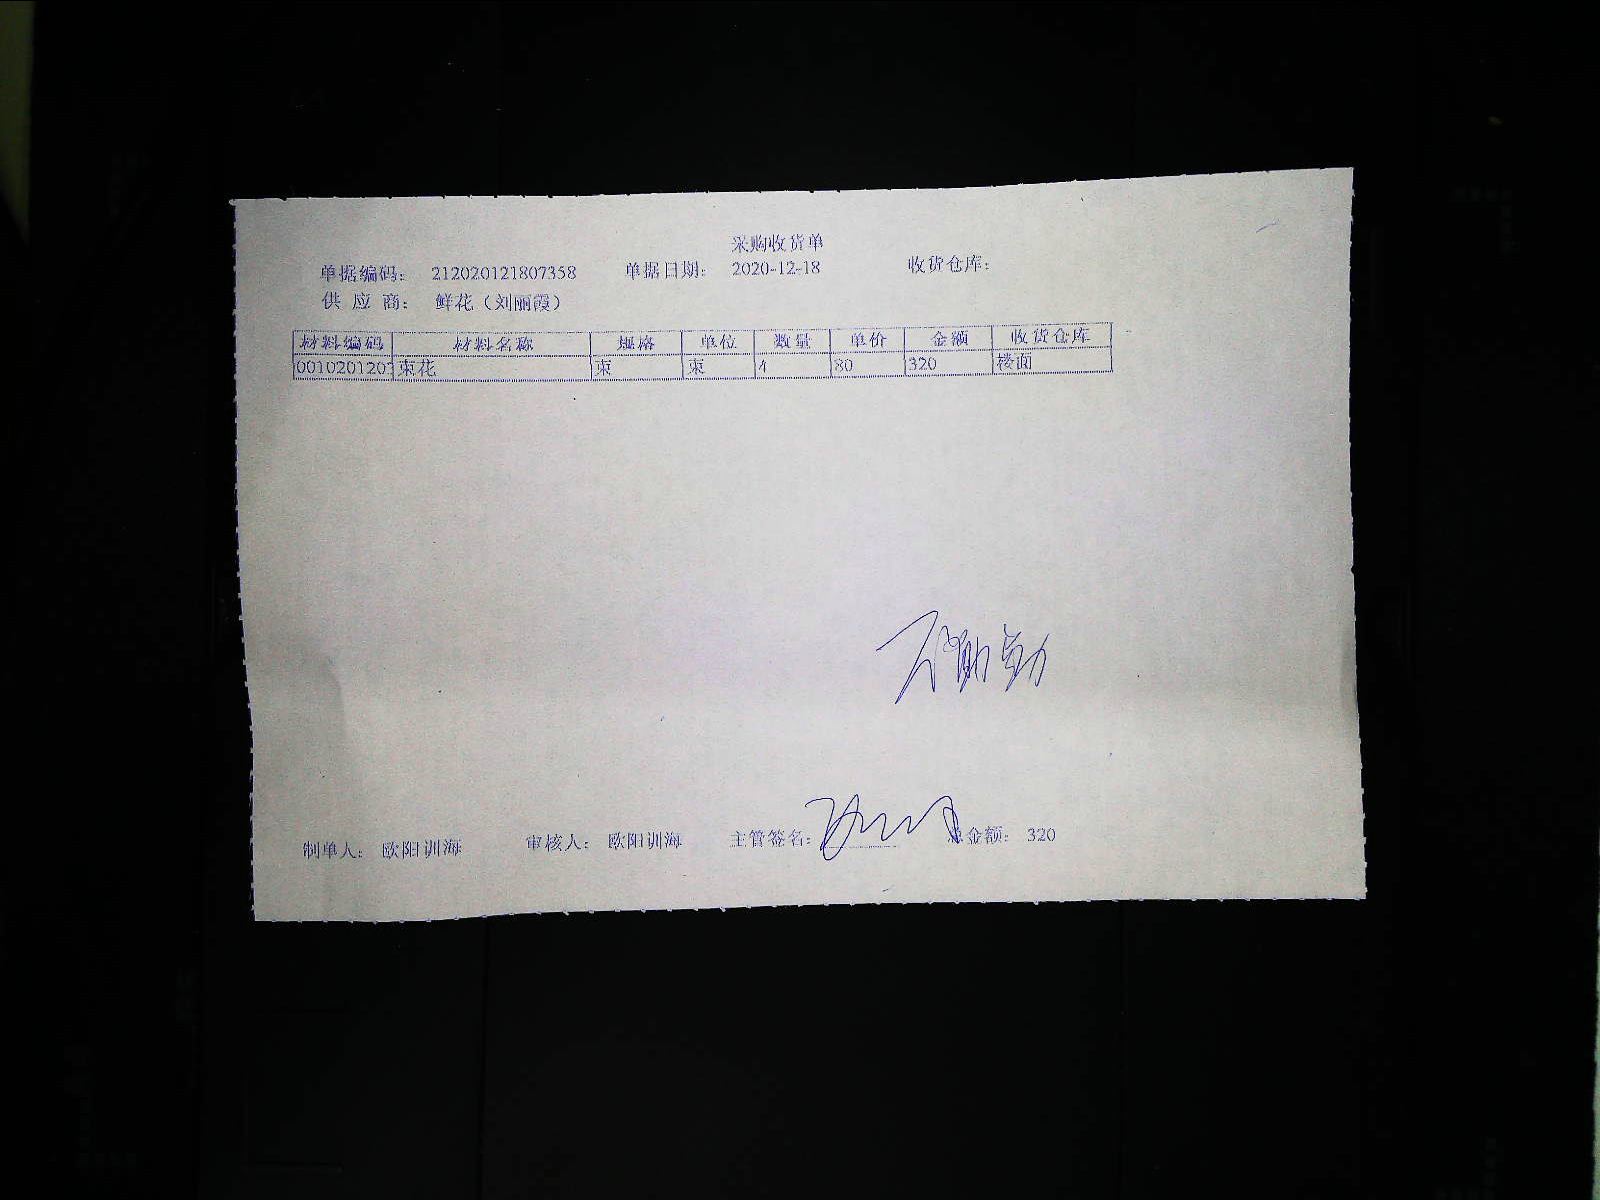 采购收货单
单据编码： 212020121807358 单据日期： 2020-12-18 收货仓库：
供 应 商： 鲜花（刘丽霞）
材料编码 材料名称 规格 单位 数量 单价 金额 收货仓库
0010201203 束花 束 束 4 80 320 楼面
制单人： 欧阳训海 审核人： 欧阳训海 主管签名： 总金额： 320